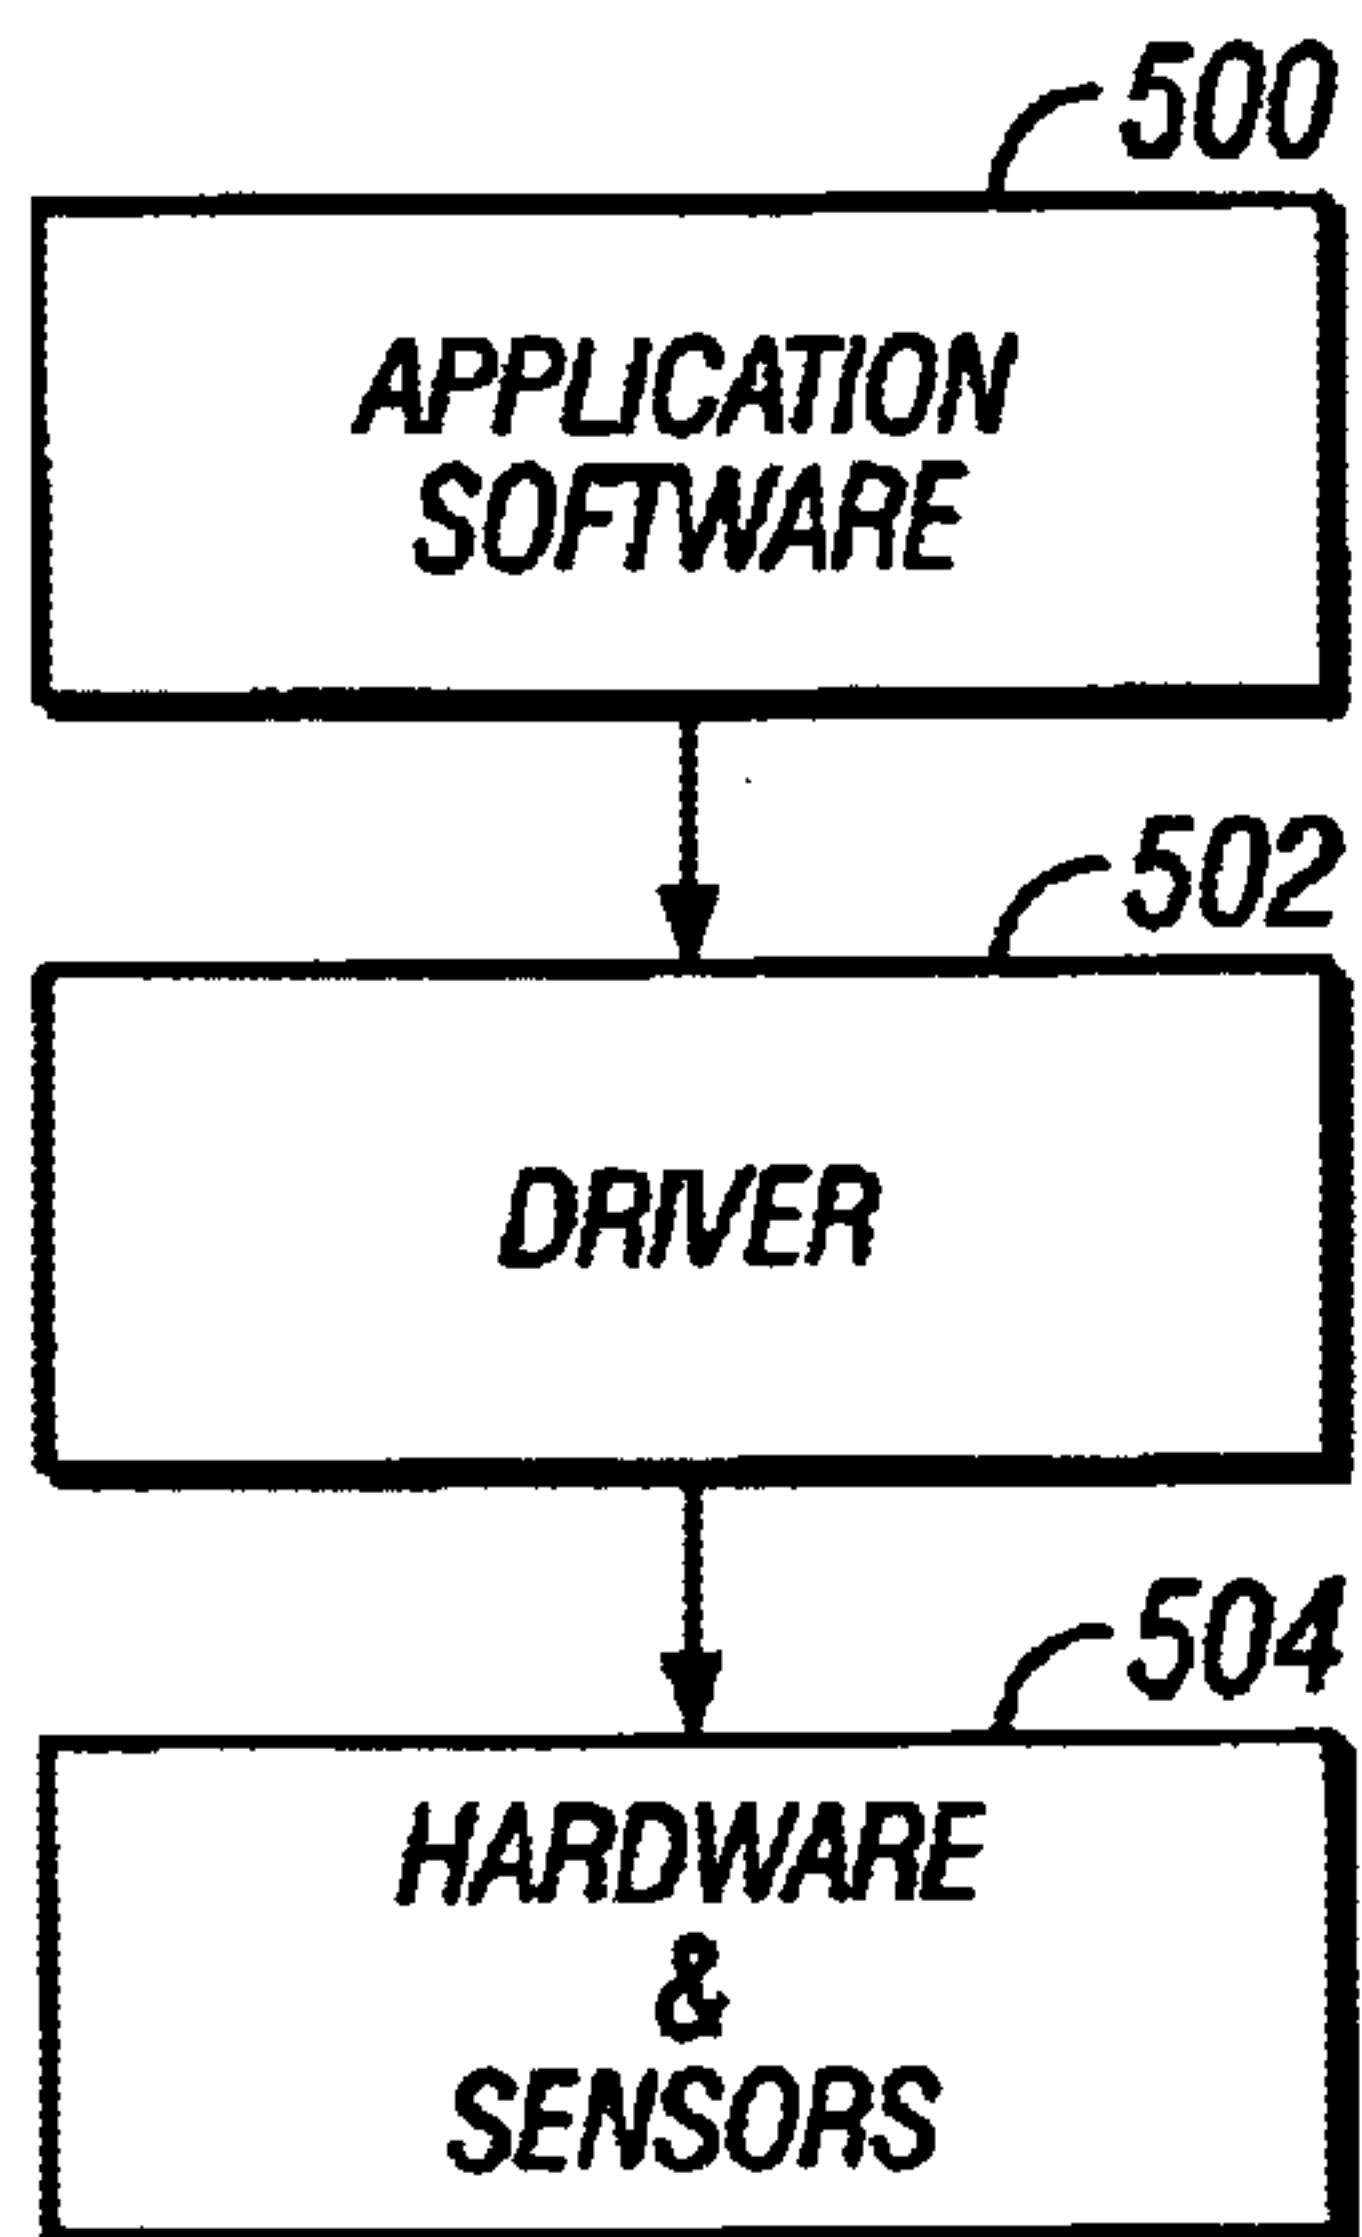 500
APPLICATION
SOFTWARE
502
DRIVER
504
HARDWARE
&
SENSORS